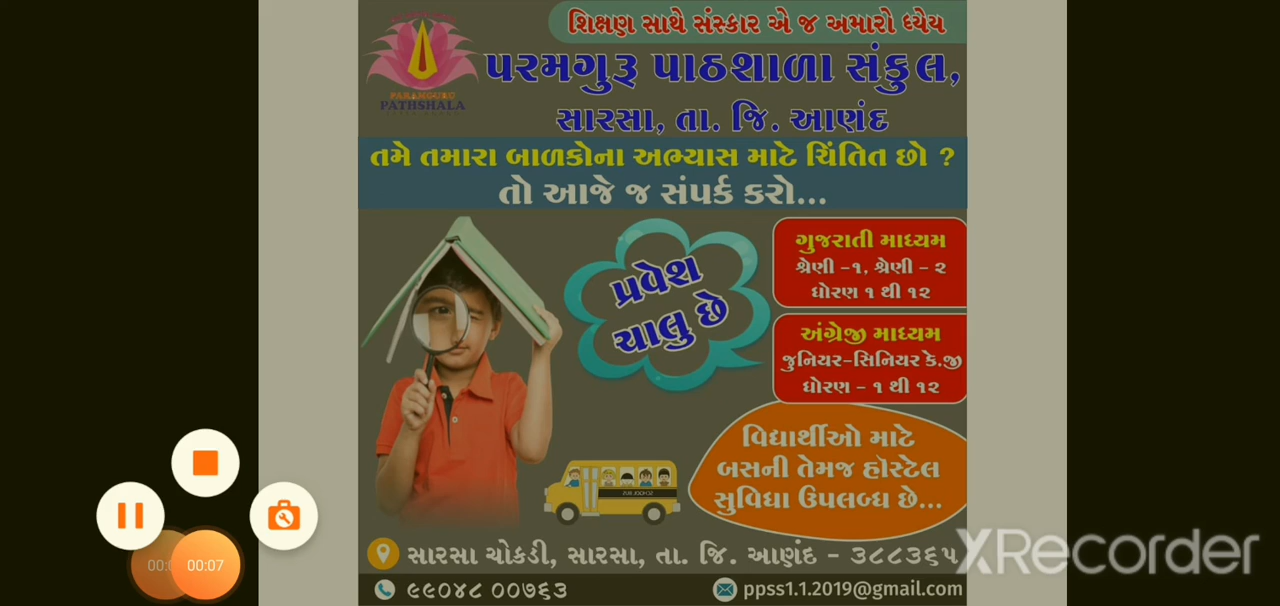 શિક્ષણ સાથે સંસ્કાર એ જ અમારો ધ્યેય
PARAMGURU
PATHSHALA
પરમગુરૂ પાઠશાળા સંકુલ,
સારસા, તા. જિ. આણંદ
તમે તમારા બાળકોના અભ્યાસ માટે ચિંતિત છો ?
તો આજે જ સંપર્ક કરો...
પ્રવેશ
ચાલુ છે
ગુજરાતી માધ્યમ
શ્રેણી -૧, શ્રેણી - ૨
ધોરણ ૧ થી ૧૨
અંગ્રેજી માધ્યમ
જુનિયર-સિનિયર કે.જી
ધોરણ - ૧ થી ૧૨
વિદ્યાર્થીઓ માટે
બસની તેમજ હૉસ્ટેલ
સુવિધા ઉપલબ્ધ છે...
સારસા ચોકડી, સારસા, તા. જિ. આણંદ - ૩૮૮૩૬૫
૯૯૦૪૮ ૦૦૭૬૩
ppss1.1.2019@gmail.com
00:07
XRecorder